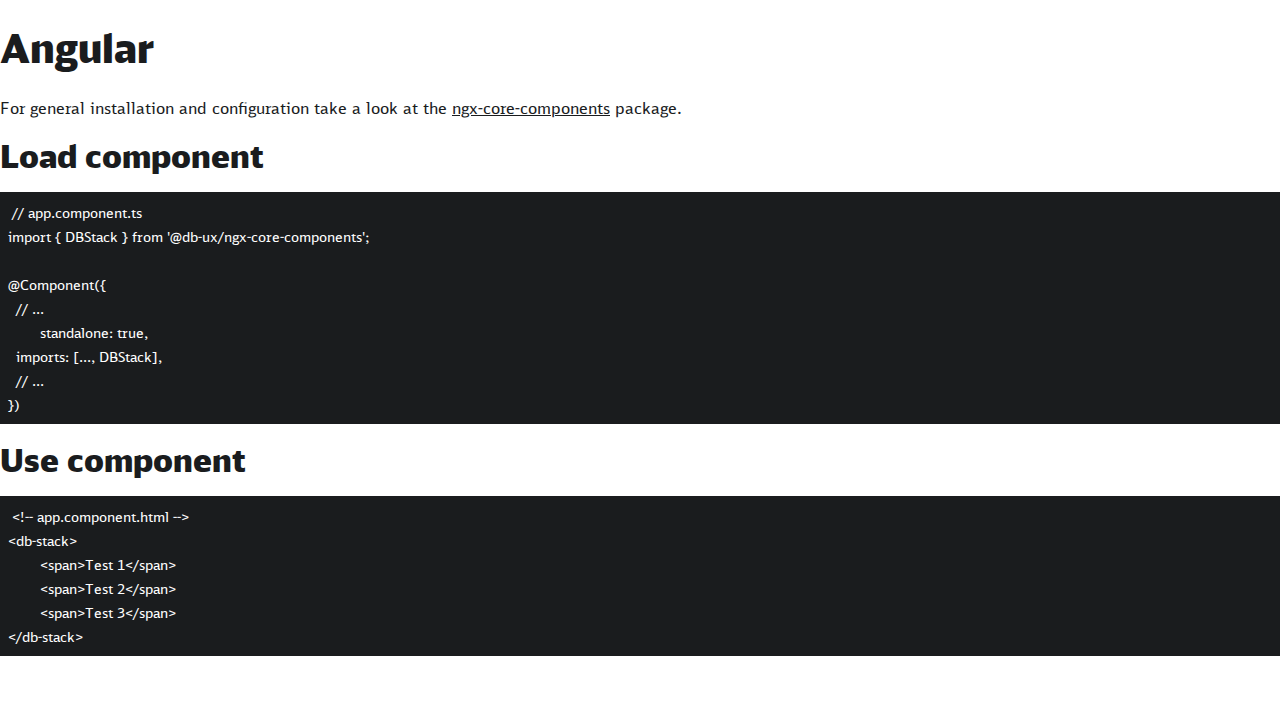 Angular
For general installation and configuration take a look at the ngx-core-components package.
Load component
// app.component.ts
import { DBStack } from '@db-ux/ngx-core-components';
@Component({
// ...
standalone: true,
imports: [..., DBStack],
// ...
})
Use component
<!-- app.component.html -->
<db-stack>
<span>Test 1</span>
<span>Test 2</span>
<span>Test 3</span>
</db-stack>